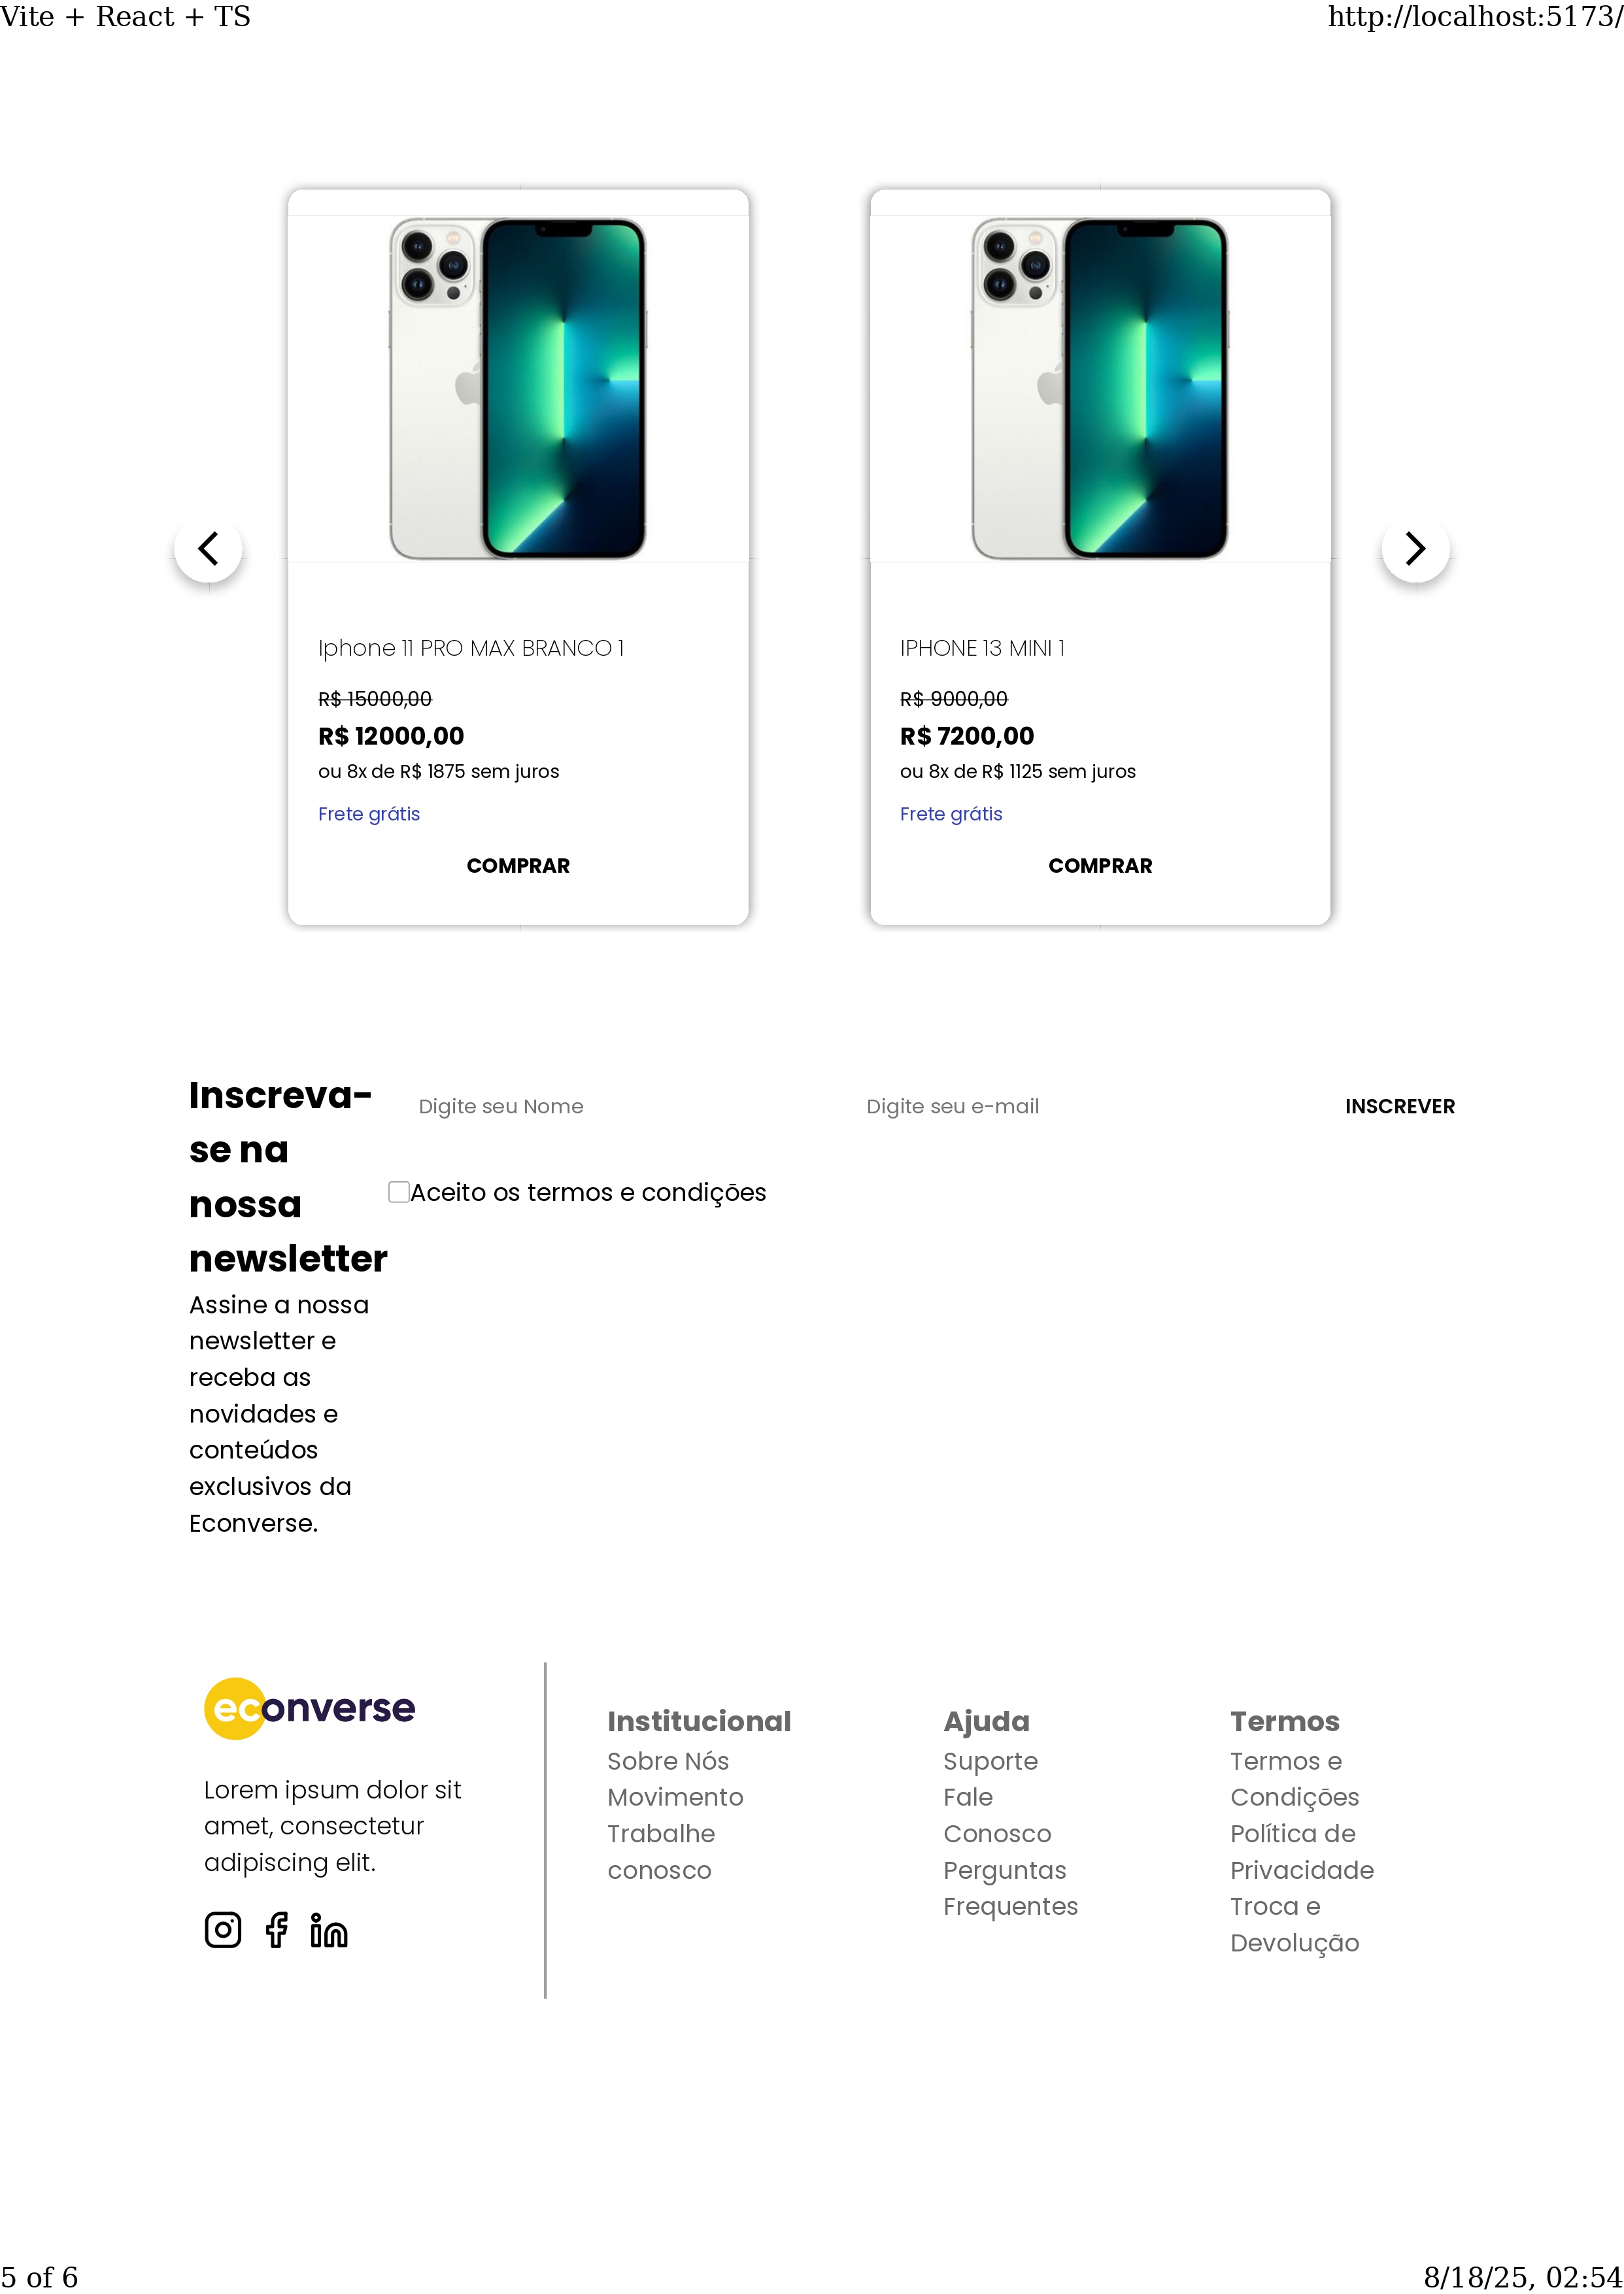 Vite + React + TS
http://localhost:5173/
Iphone 11 PRO MAX BRANCO 1
R$ 15000,00
R$ 12000,00
ou 8x de R$ 1875 sem juros
Frete grátis
COMPRAR
IPHONE 13 MINI 1
R$ 9000,00
R$ 7200,00
ou 8x de R$ 1125 sem juros
Frete grátis
COMPRAR
Inscreva-
se na
nossa
newsletter
Assine a nossa
newsletter e
receba as
novidades e
conteúdos
exclusivos da
Econverse.
Digite seu Nome
Digite seu e-mail
INSCREVER
Aceito os termos e condições
econverse
Lorem ipsum dolor sit
amet, consectetur
adipiscing elit.
Institucional
Sobre Nós
Movimento
Trabalhe
conosco
Ajuda
Suporte
Fale
Conosco
Perguntas
Frequentes
Termos
Termos e
Condições
Política de
Privacidade
Troca e
Devolução
5 of 6
8/18/25, 02:54